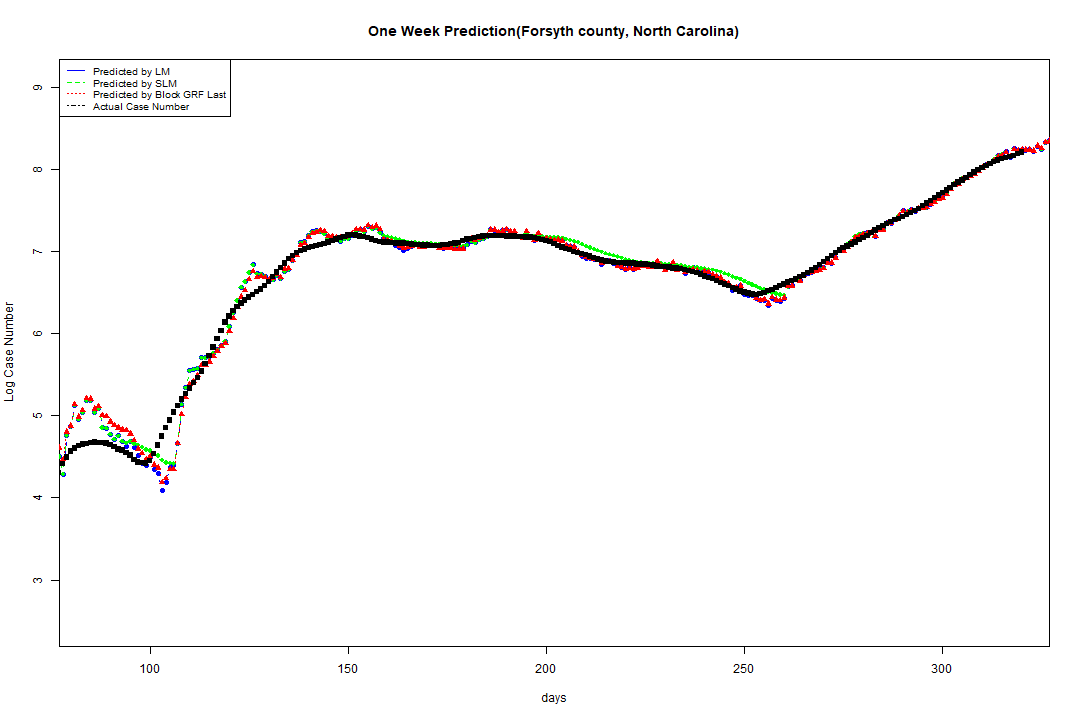 One Week Prediction(Forsyth county, North Carolina)
Predicted by LM
Predicted by SLM
Predicted by Block GRF Last
Actual Case Number
9
8
7
6
5
4
3
Log Case Number
100 150 200 250 300
days